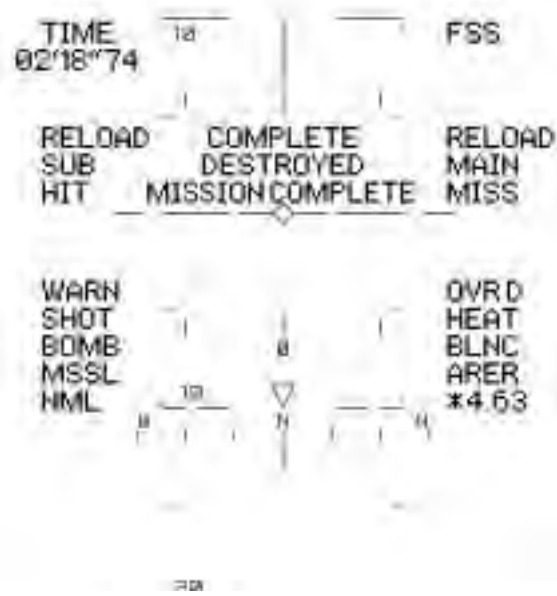 TIME
02'18"74
10
FSS
RELOAD COMPLETE RELOAD
SUB DESTROYED MAIN
HIT MISSION COMPLETE MISS
WARN OVRD
SHOT HEAT
BOMB 0 BLNC
MSSL ARER
NML 10 *4.63
N
20